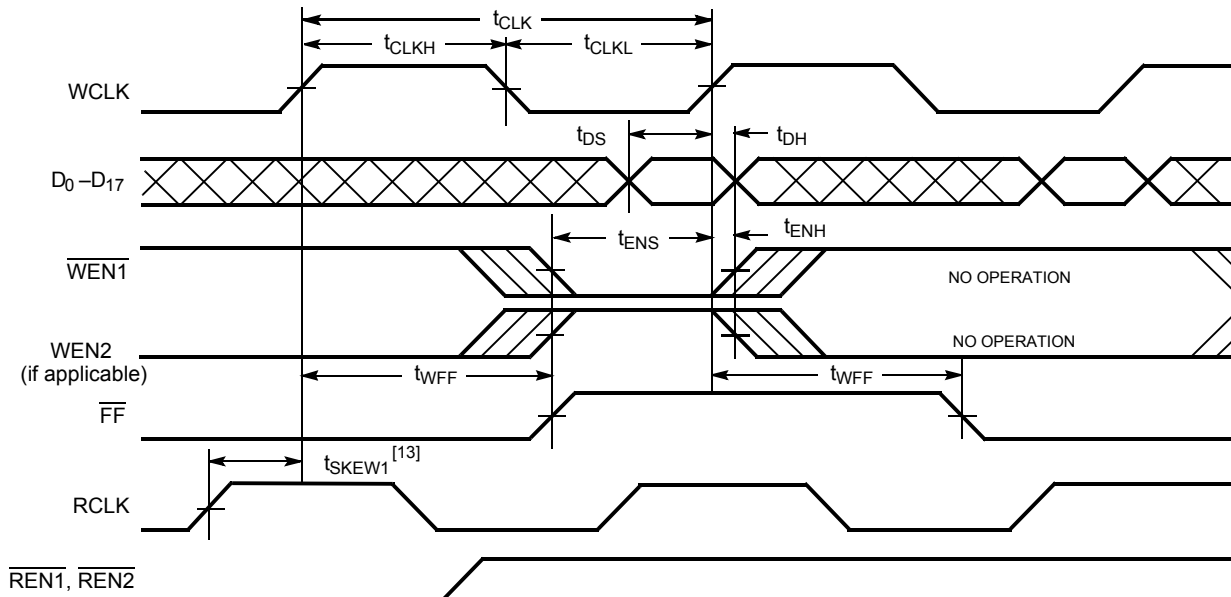 tCLK
tCLKH
tCLKL
WCLK
tDS
tDH
D0 –D17
tENS
tENH
WEN1
NO OPERATION
WEN2
(if applicable)
NO OPERATION
tWFF
tWFF
FF
tSKEW1 [13]
RCLK
REN1, REN2